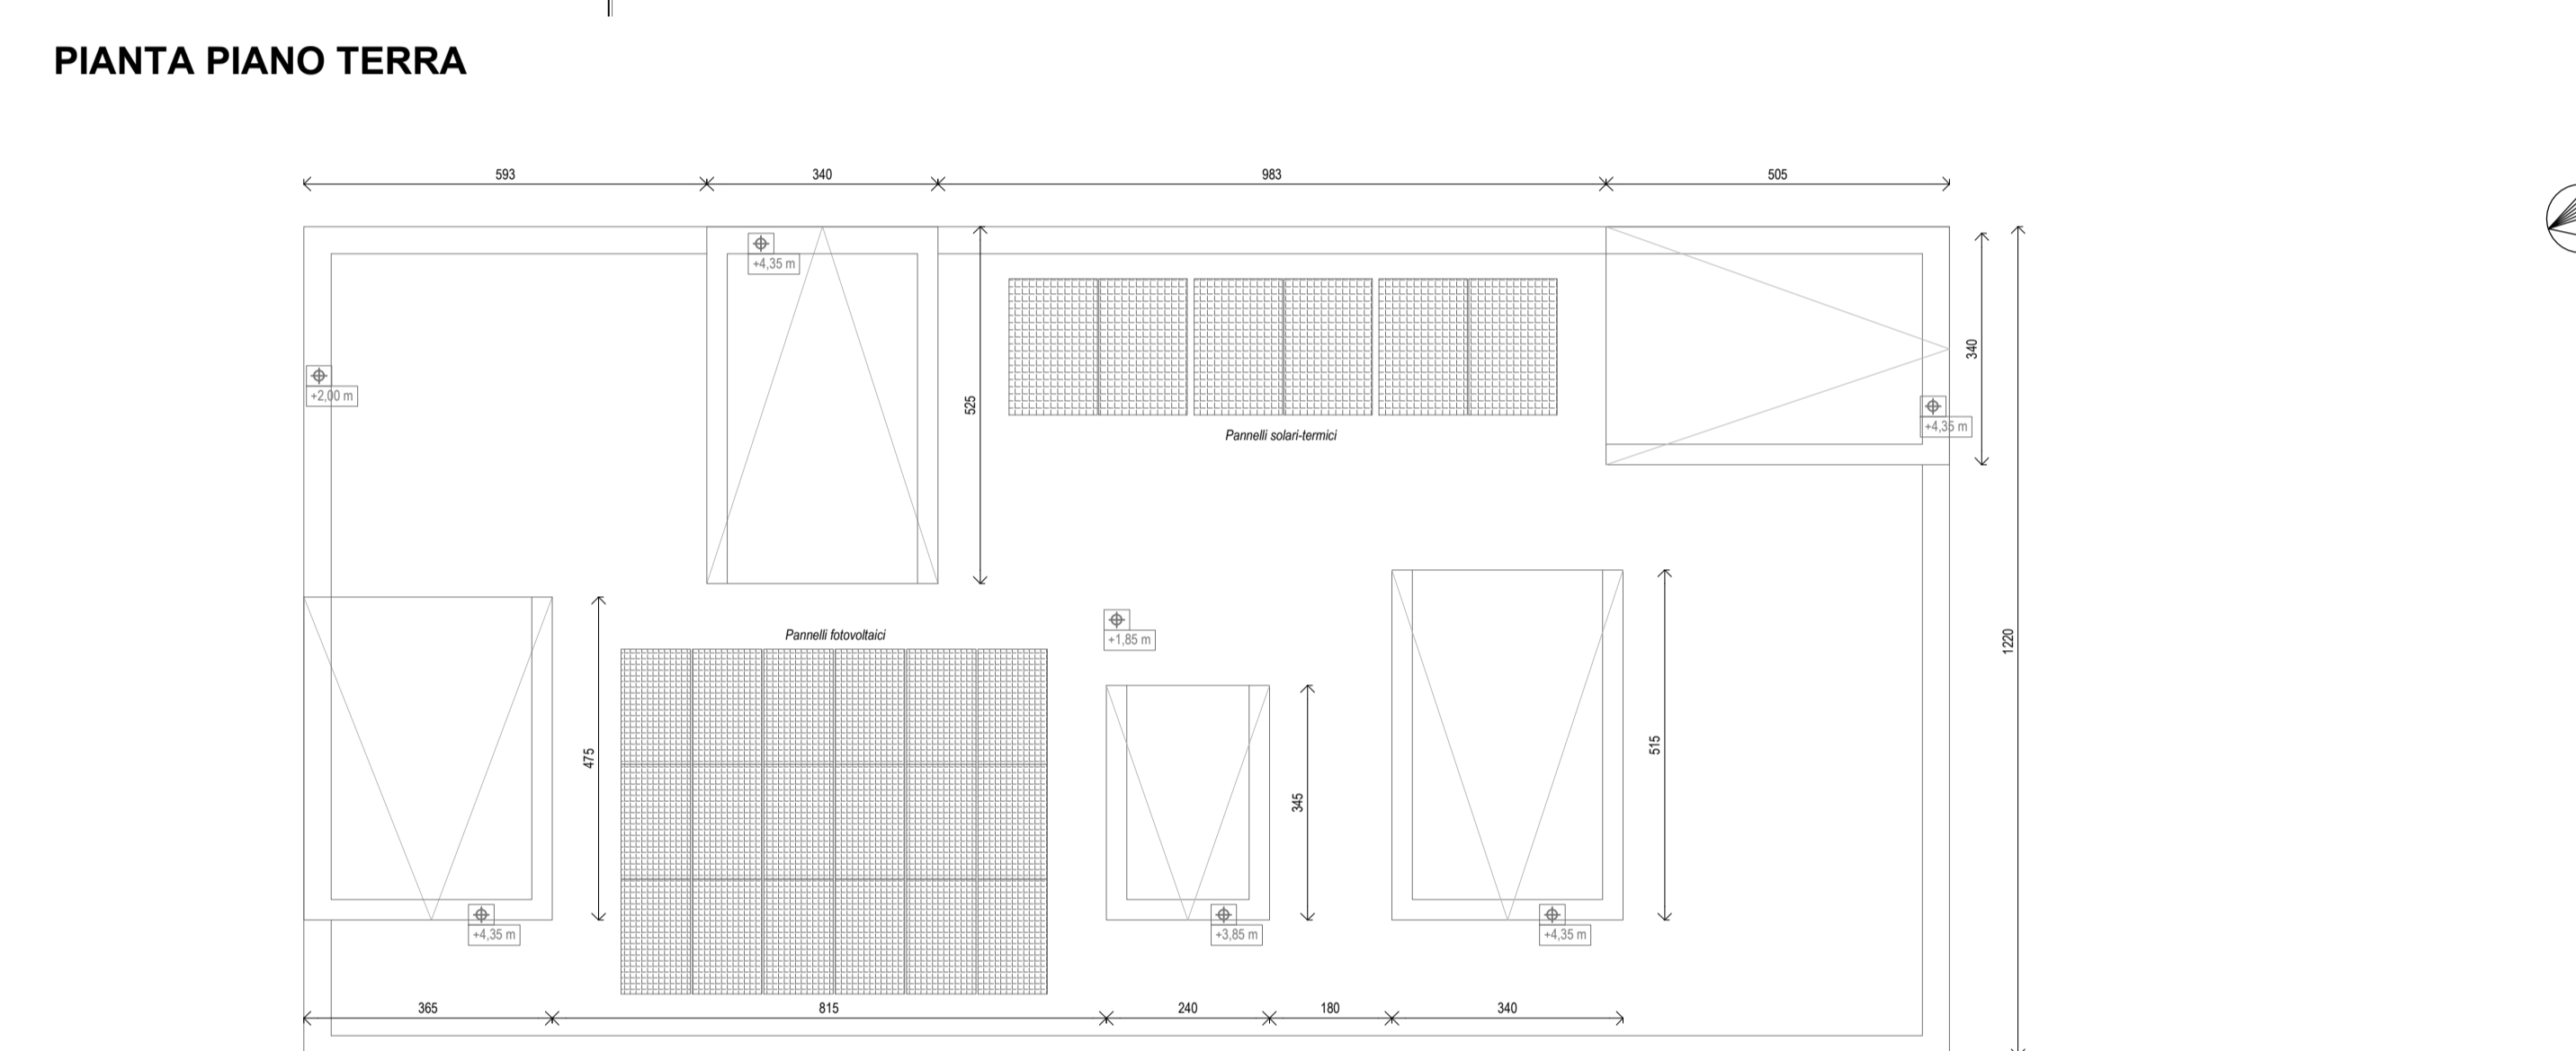 PIANTA PIANO TERRA
593 340 983 505
+4,35 m
+2,00 m
525
Pannelli solari-termici
340
+4,35 m
1220
Pannelli fotovoltaici
+1,85 m
475
345
515
+4,35 m
+3,85 m
+4,35 m
365 815 240 180 340